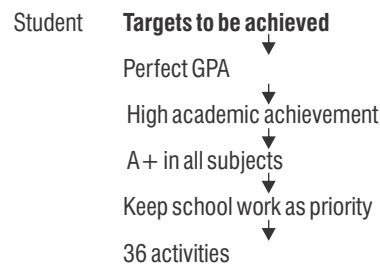 Student Targets to be achieved
Perfect GPA
High academic achievement
A+ in all subjects
Keep school work as priority
36 activities